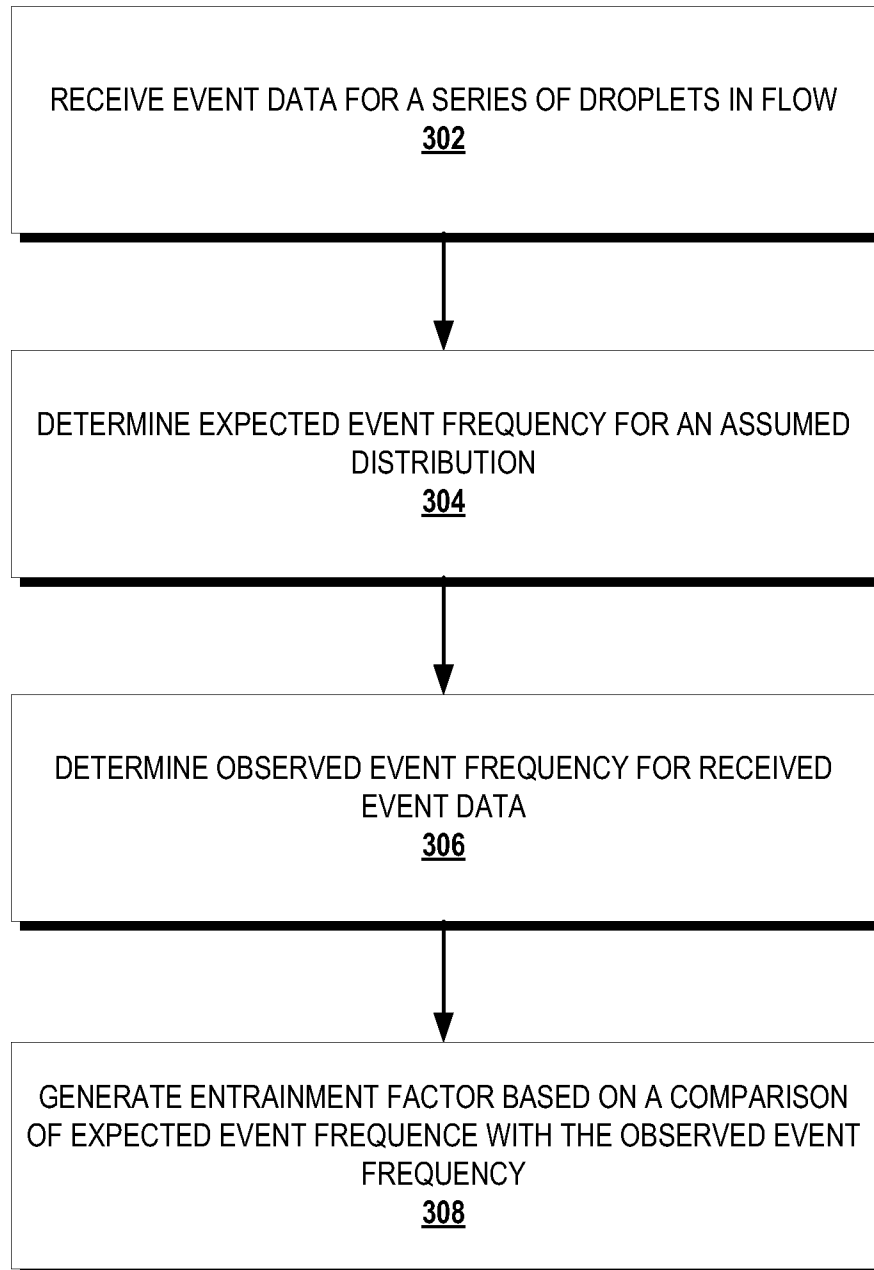 RECEIVE EVENT DATA FOR A SERIES OF DROPLETS IN FLOW
302
DETERMINE EXPECTED EVENT FREQUENCY FOR AN ASSUMED
DISTRIBUTION
304
DETERMINE OBSERVED EVENT FREQUENCY FOR RECEIVED
EVENT DATA
306
GENERATE ENTRAINMENT FACTOR BASED ON A COMPARISON
OF EXPECTED EVENT FREQUENCE WITH THE OBSERVED EVENT
FREQUENCY
308